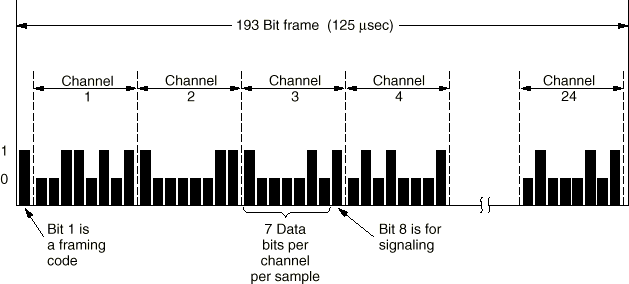 193 Bit frame (125 μsec)
Channel
1
Channel
2
Channel
3
Channel
4
Channel
24
1
0
Bit 1 is
a framing
code
7 Data
bits per
channel
per sample
Bit 8 is for
signaling